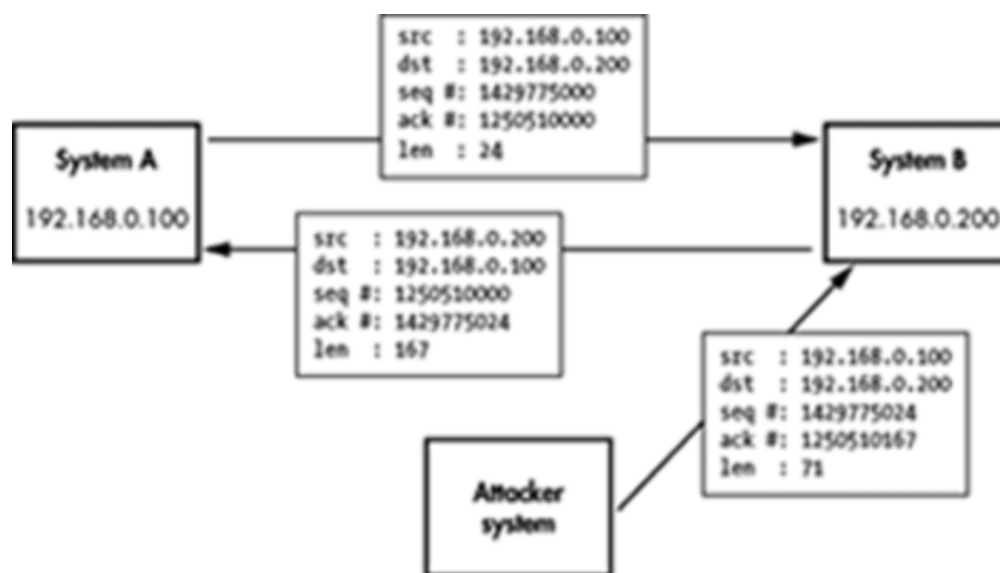 src : 192.168.0.100
dst : 192.168.0.200
seq #: 1429775000
ack #: 1250510000
len : 24
System A
192.168.0.100
System B
192.168.0.200
src : 192.168.0.200
dst : 192.168.0.100
seq #: 1250510000
ack #: 1429775024
len : 167
src : 192.168.0.100
dst : 192.168.0.200
seq #: 1429775024
ack #: 1250510167
len : 71
Attacker
system